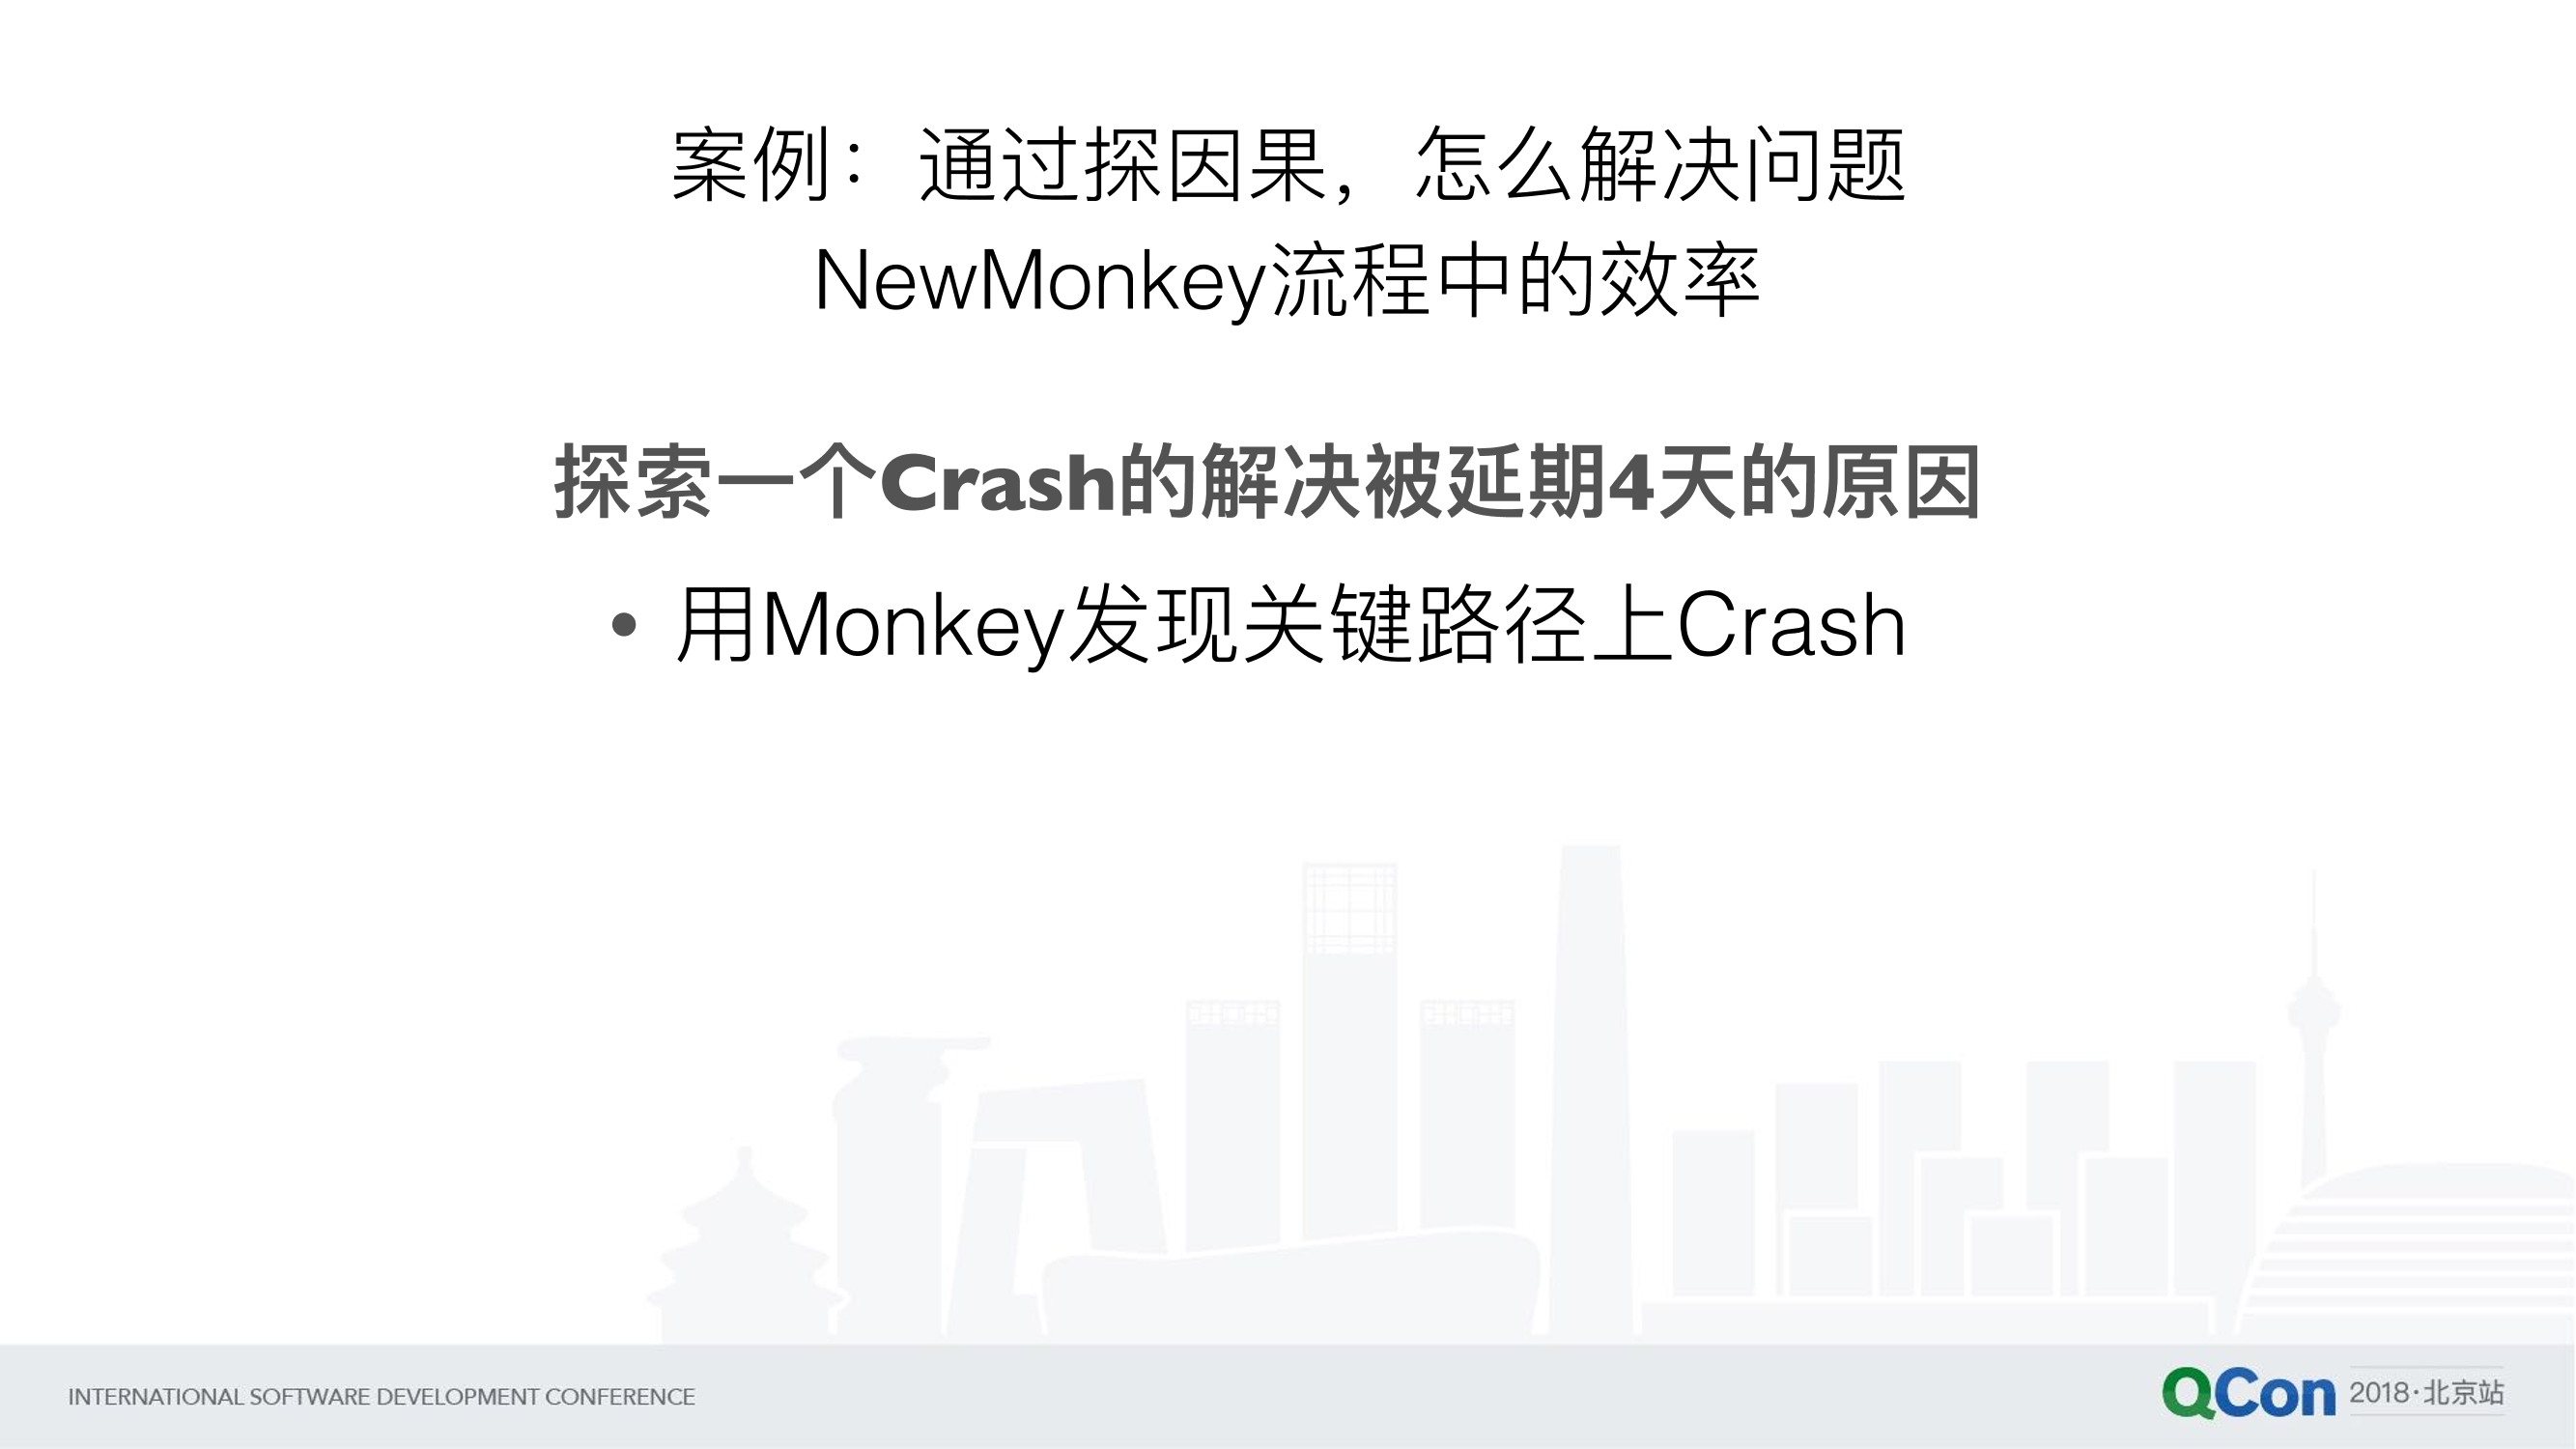 案例：通过探因果，怎么解决问题
NewMonkey流程中的效率
探索一个Crash的解决被延期4天的原因
• 用Monkey发现关键路径上Crash
INTERNATIONAL SOFTWARE DEVELOPMENT CONFERENCE
QCon 2018·北京站